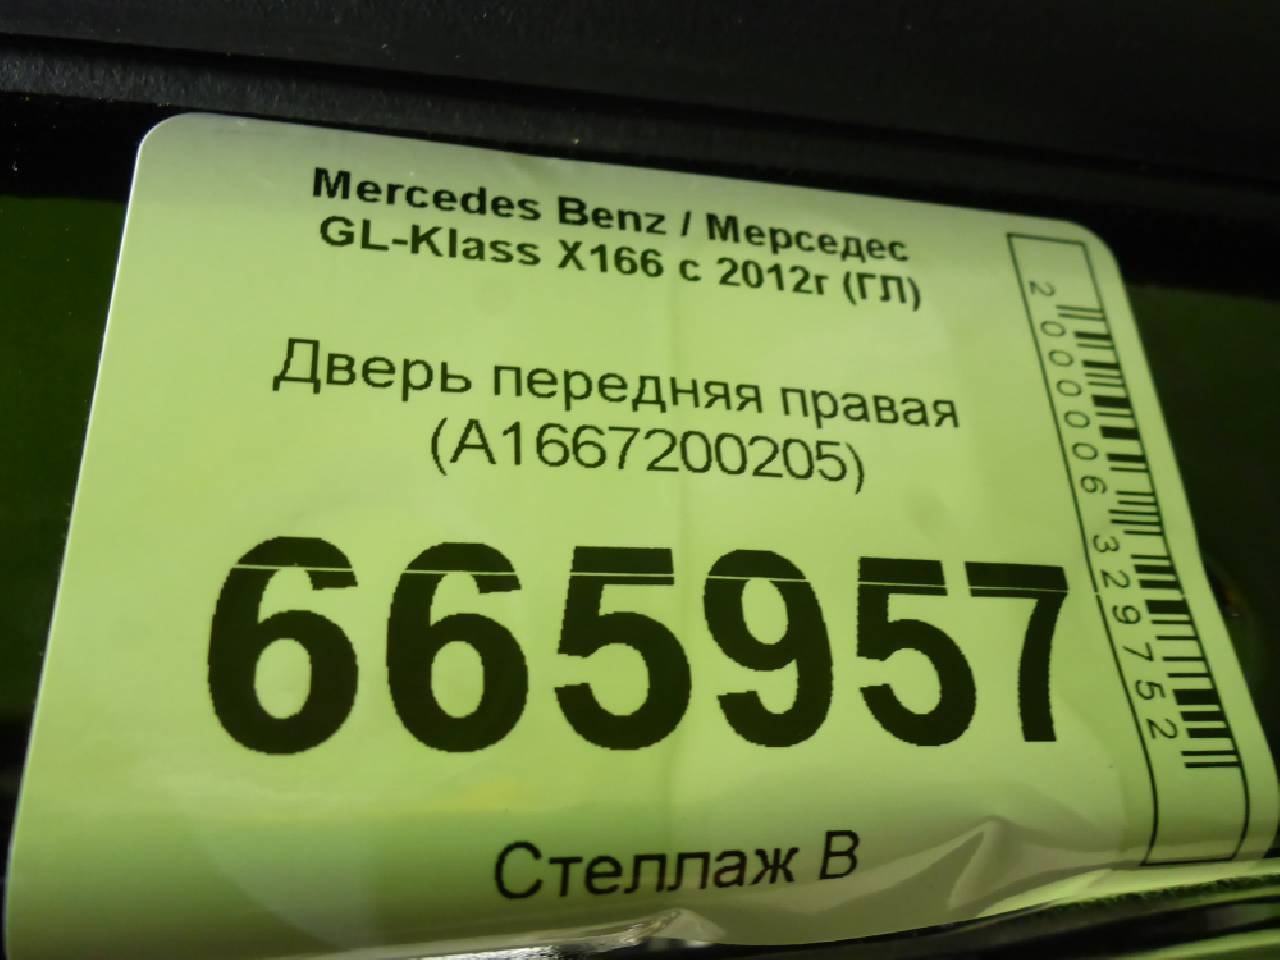 Mercedes Benz / Мерседес
GL-Klass X166 с 2012г (ГЛ)
Дверь передняя правая
(A1667200205)
665957
Стеллаж В
2000006329752